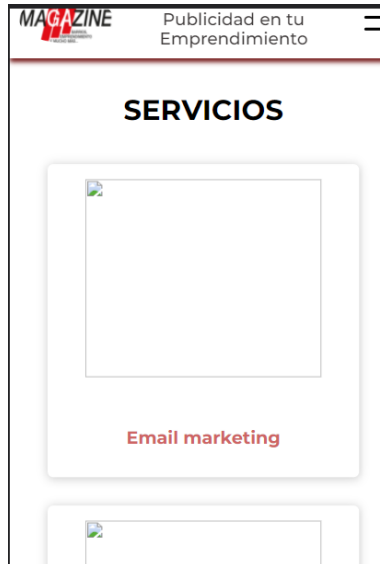 MAGAZINE
Publicidad en tu
Emprendimiento
SERVICIOS
Email marketing